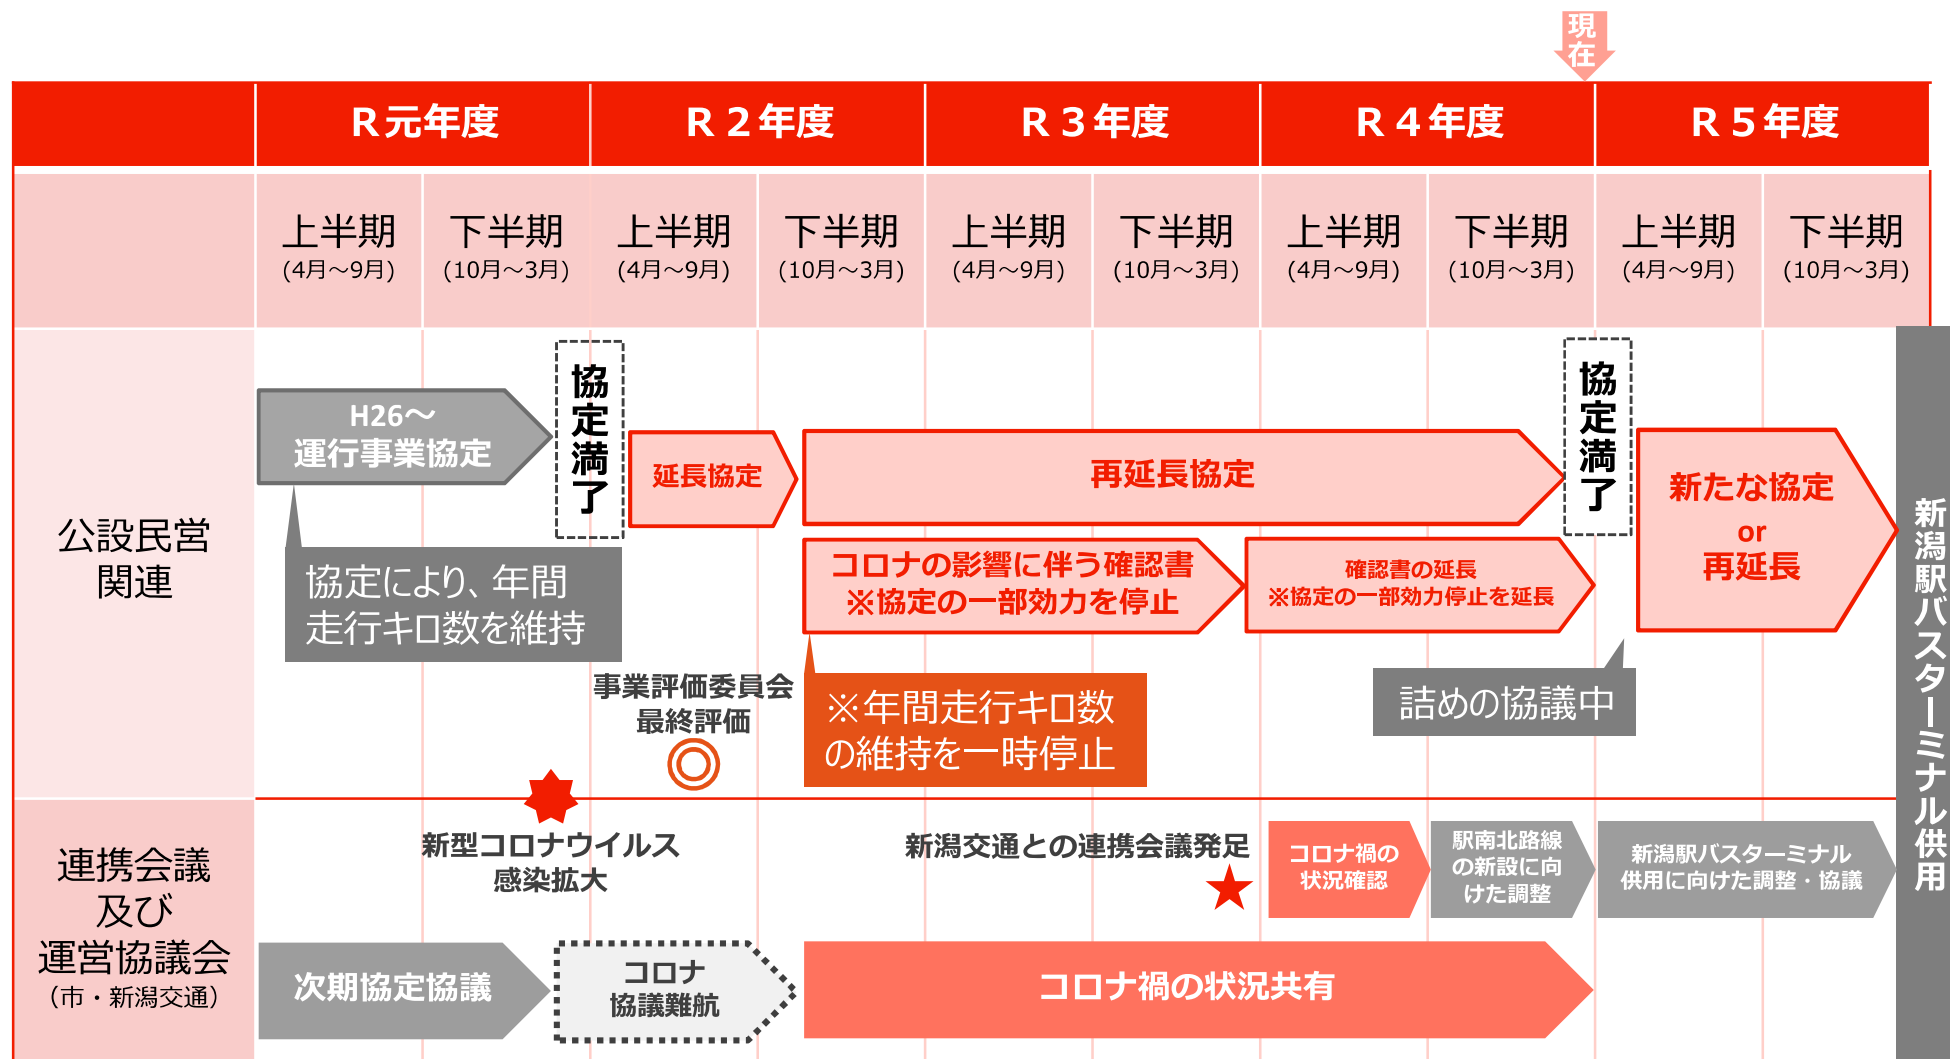 現
在
R元年度
R２年度
R３年度
R４年度
R５年度
上半期
(4月～9月)
下半期
(10月～3月)
上半期
(4月～9月)
下半期
(10月～3月)
上半期
(4月～9月)
下半期
(10月～3月)
上半期
(4月～9月)
下半期
(10月～3月)
上半期
(4月～9月)
下半期
(10月～3月)
公設民営
関連
H26～
運行事業協定
協定満了
延長協定
再延長協定
協定満了
新たな協定
or
再延長
コロナの影響に伴う確認書
※協定の一部効力を停止
確認書の延長
※協定の一部効力停止を延長
協定により、年間
走行キロ数を維持
事業評価委員会
最終評価
※年間走行キロ数
の維持を一時停止
詰めの協議中
新潟駅バスターミナル供用
連携会議
及び
運営協議会
（市・新潟交通）
新型コロナウイルス
感染拡大
新潟交通との連携会議発足
コロナ禍の
状況確認
駅南北路線
の新設に向
けた調整
新潟駅バスターミナル
供用に向けた調整・協議
次期協定協議
コロナ
協議難航
コロナ禍の状況共有